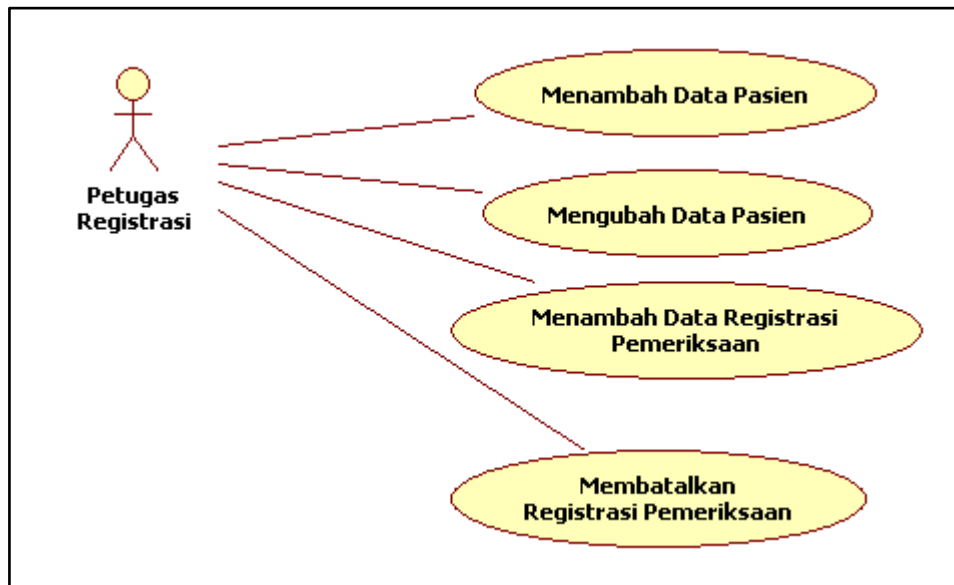 Menambah Data Pasien
Petugas
Registrasi
Mengubah Data Pasien
Menambah Data Registrasi
Pemeriksaan
Membatalkan
Registrasi Pemeriksaan